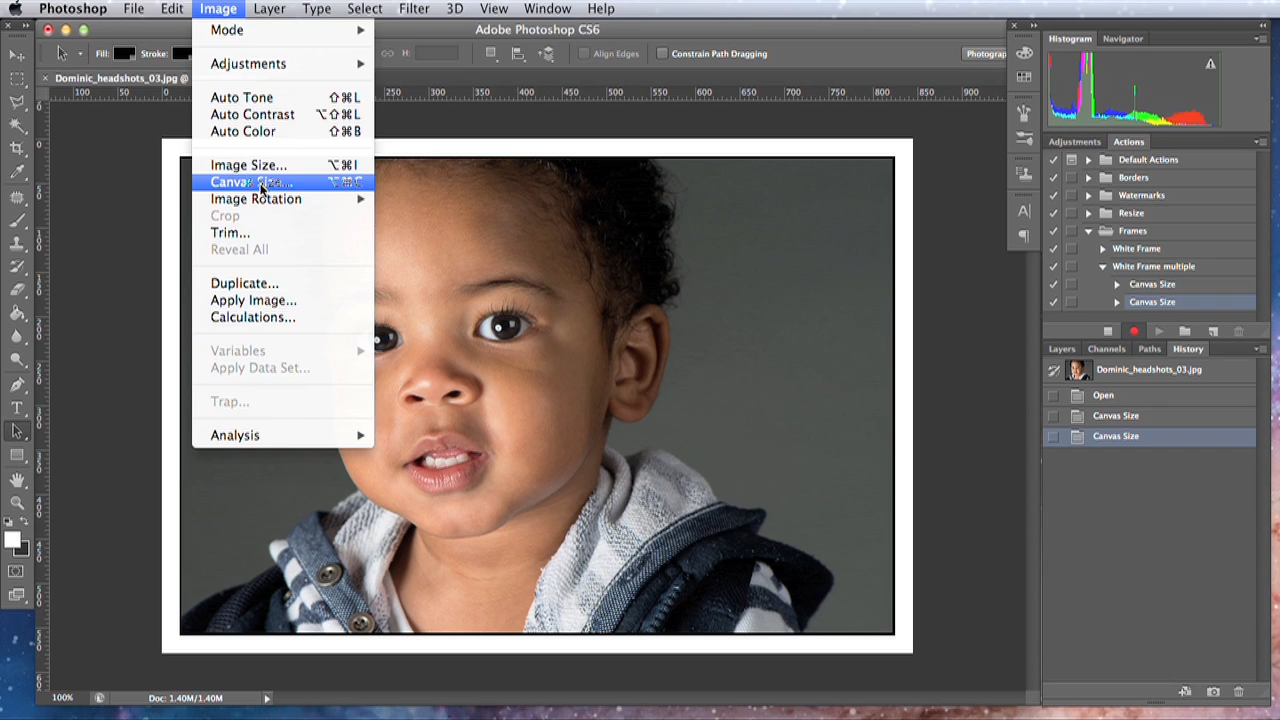 Photoshop File Edit Image Layer Type Select Filter 3D View Window Help
Adobe Photoshop CS6
Fill: Stroke: H: Align Edges Constrain Path Dragging Photograp
Dominic_headshots_03.jpg @
100 50 0 250 300 350 400 450 500 550 600 650 700 750 800 850 900
Mode
Adjustments
Auto Tone ⇧⌘L
Auto Contrast ⌥⇧⌘L
Auto Color ⇧⌘B
Image Size... ⌥⌘I
Canvas Size... ⌥⌘C
Image Rotation
Crop
Trim...
Reveal All
Duplicate...
Apply Image...
Calculations...
Variables
Apply Data Set...
Trap...
Analysis
Histogram Navigator
Adjustments Actions
Default Actions
Borders
Watermarks
Resize
Frames
White Frame
White Frame multiple
Canvas Size
Canvas Size
Layers Channels Paths History
Dominic_headshots_03.jpg
Open
Canvas Size
Canvas Size
100% Doc: 1.40M/1.40M